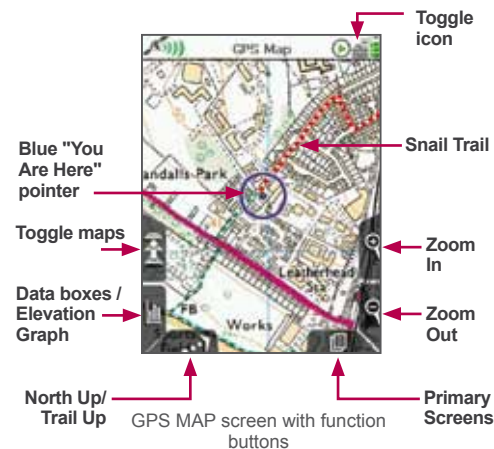 Toggle
icon
GPS Map
Snail Trail
Blue "You
Are Here"
pointer
andalls Park
Toggle maps
Zoom
In
Leatherhead
Sta
Data boxes /
Elevation
Graph
FB
Works
Zoom
Out
North Up/
Trail Up
Primary
Screens
GPS MAP screen with function
buttons